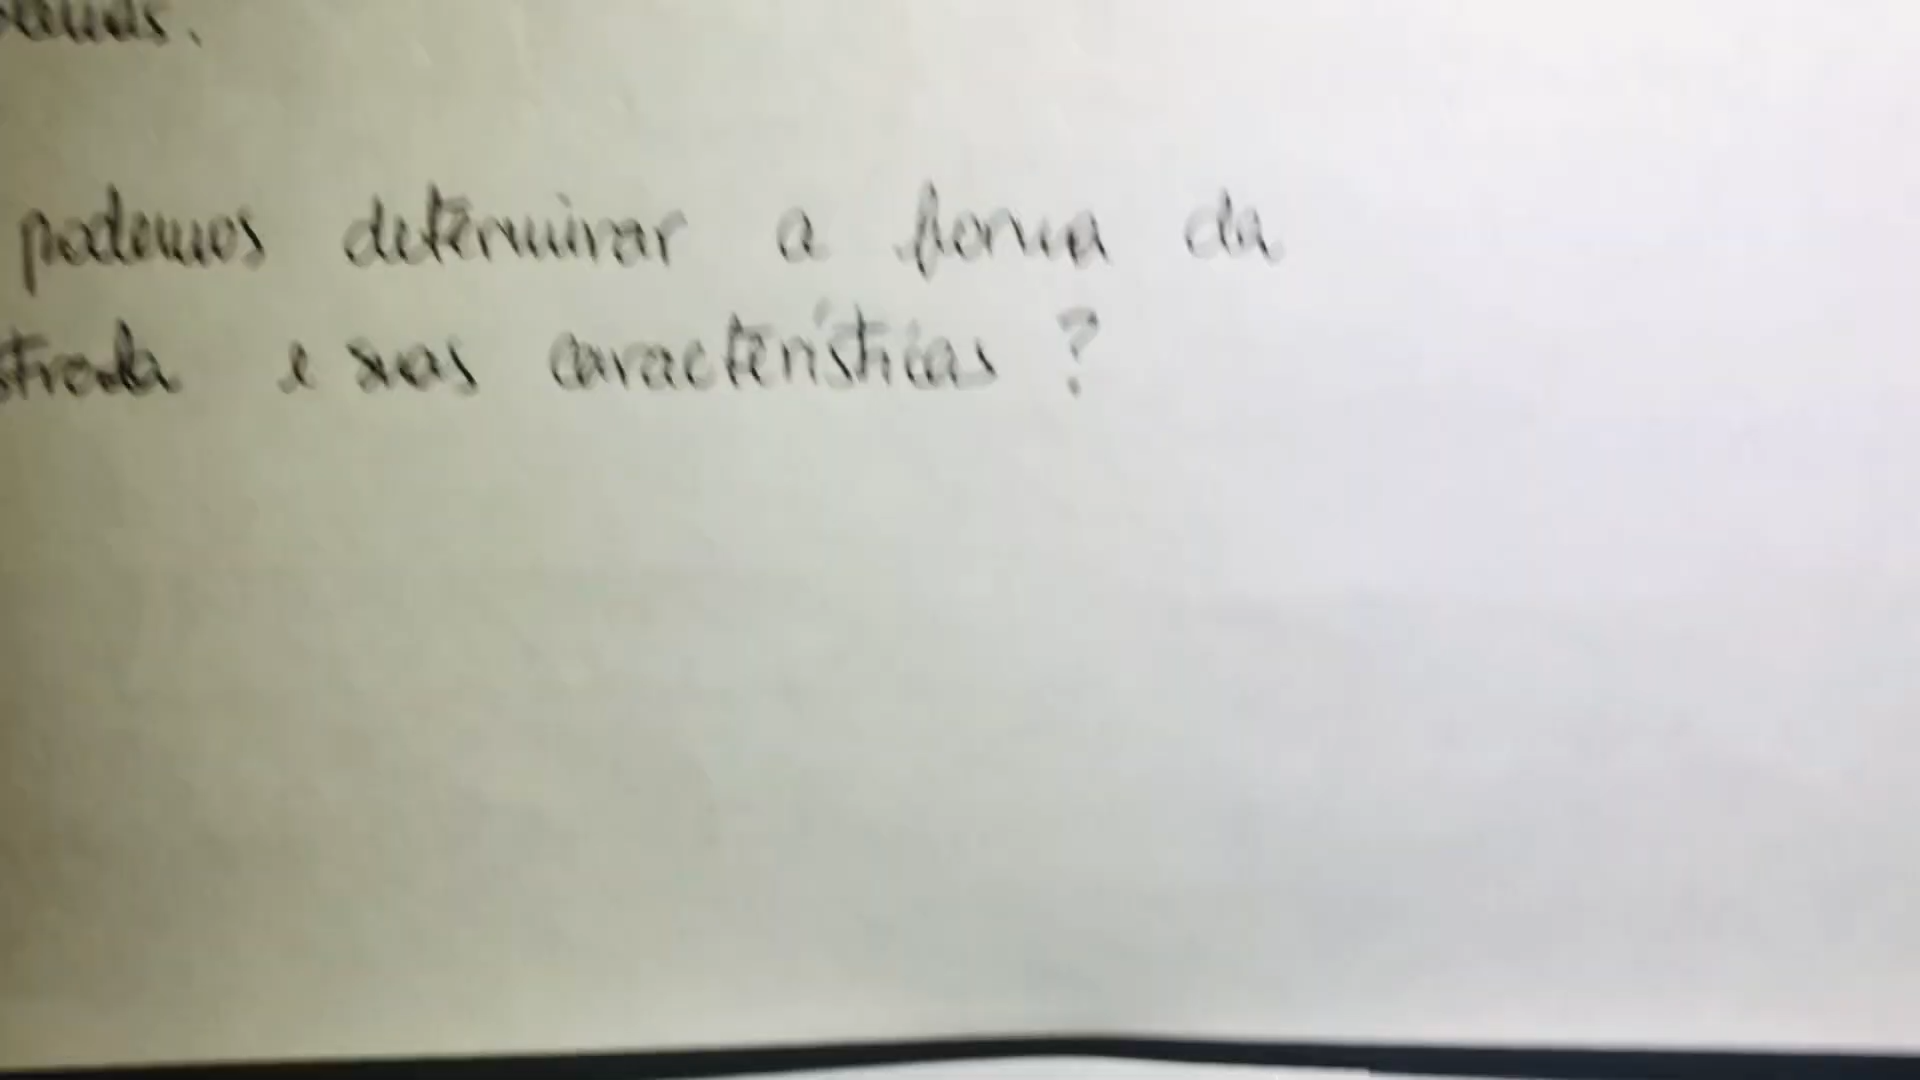 podemos determinar a forma da
e suas características ?